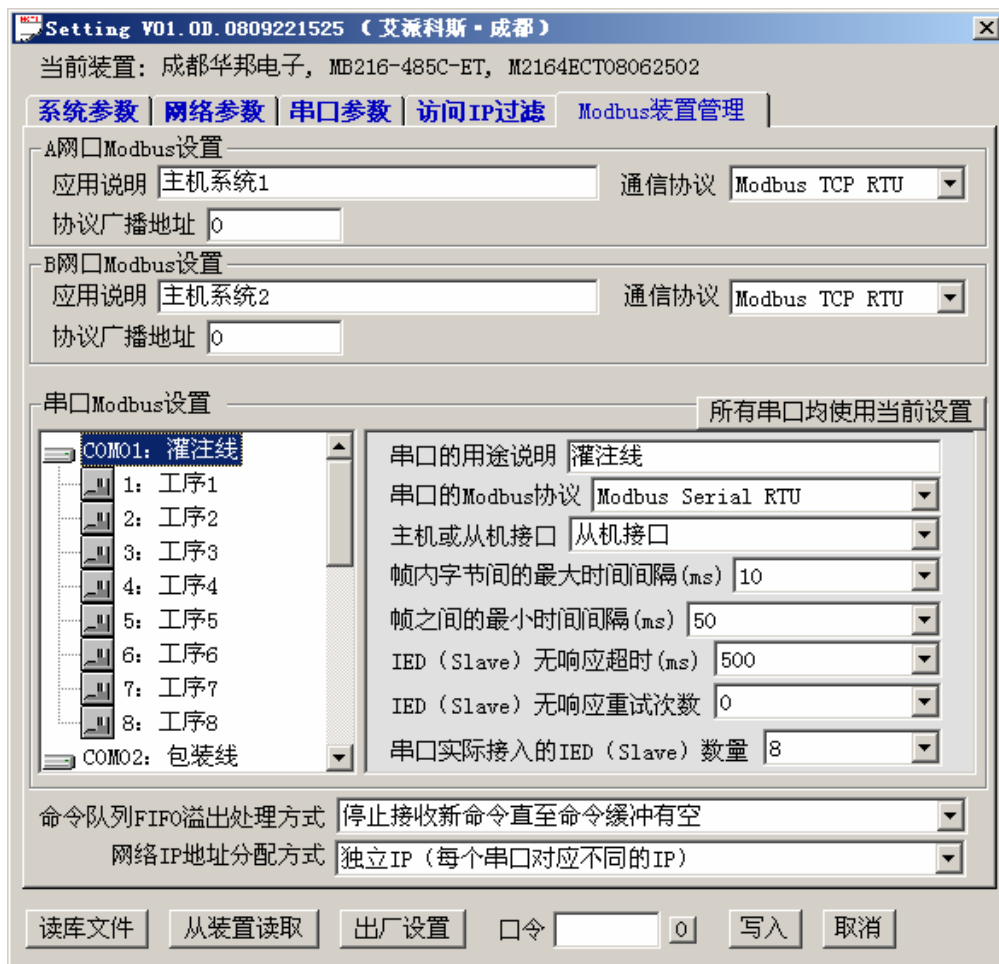 Setting V01.0D.0809221525 (艾派科斯·成都)
当前装置: 成都华邦电子, MB216-485C-ET, M2164ECT08062502
系统参数 网络参数 串口参数 访问IP过滤 Modbus装置管理
A网口Modbus设置
应用说明 主机系统1 通信协议 Modbus TCP RTU
协议广播地址 0
B网口Modbus设置
应用说明 主机系统2 通信协议 Modbus TCP RTU
协议广播地址 0
串口Modbus设置 所有串口均使用当前设置
COM01: 灌注线
1: 工序1
2: 工序2
3: 工序3
4: 工序4
5: 工序5
6: 工序6
7: 工序7
8: 工序8
COM02: 包装线
串口的用途说明 灌注线
串口的Modbus协议 Modbus Serial RTU
主机或从机接口 从机接口
帧内字节间的最大时间间隔(ms) 10
帧之间的最小时间间隔(ms) 50
IED (Slave) 无响应超时(ms) 500
IED (Slave) 无响应重试次数 0
串口实际接入的IED (Slave) 数量 8
命令队列FIFO溢出处理方式 停止接收新命令直至命令缓冲有空
网络IP地址分配方式 独立IP (每个串口对应不同的IP)
读库文件 从装置读取 出厂设置 口令 0 写入 取消